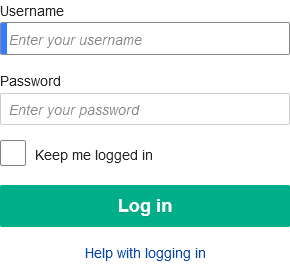 Username
Enter your username
Password
Enter your password
Keep me logged in
Log in
Help with logging in